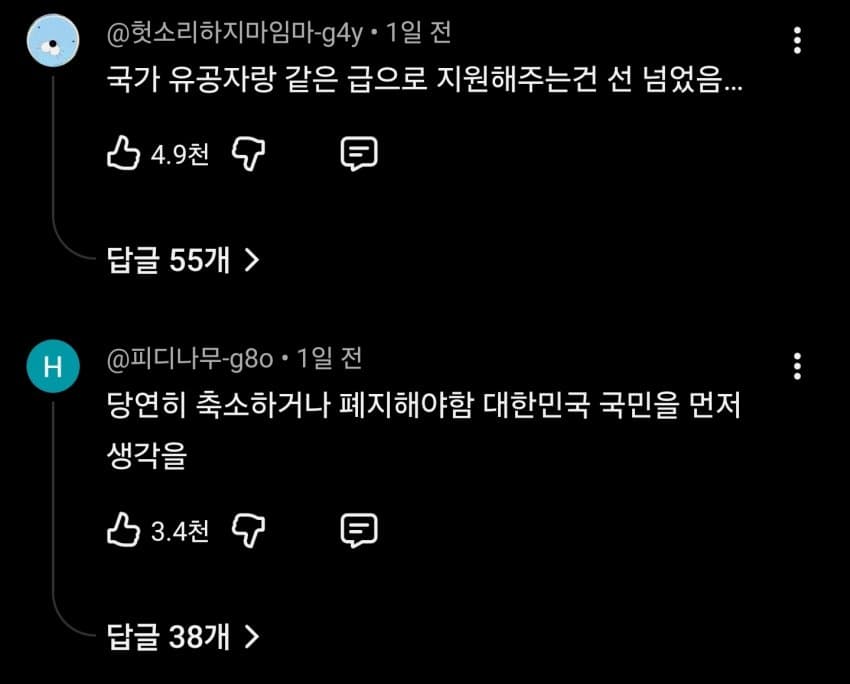 @헛소리하지마임마-g4y • 1일 전
국가 유공자랑 같은 급으로 지원해주는건 선 넘었음...
4.9천
답글 55개
H
@피디나무-g8o • 1일 전
당연히 축소하거나 폐지해야함 대한민국 국민을 먼저
생각을
3.4천
답글 38개